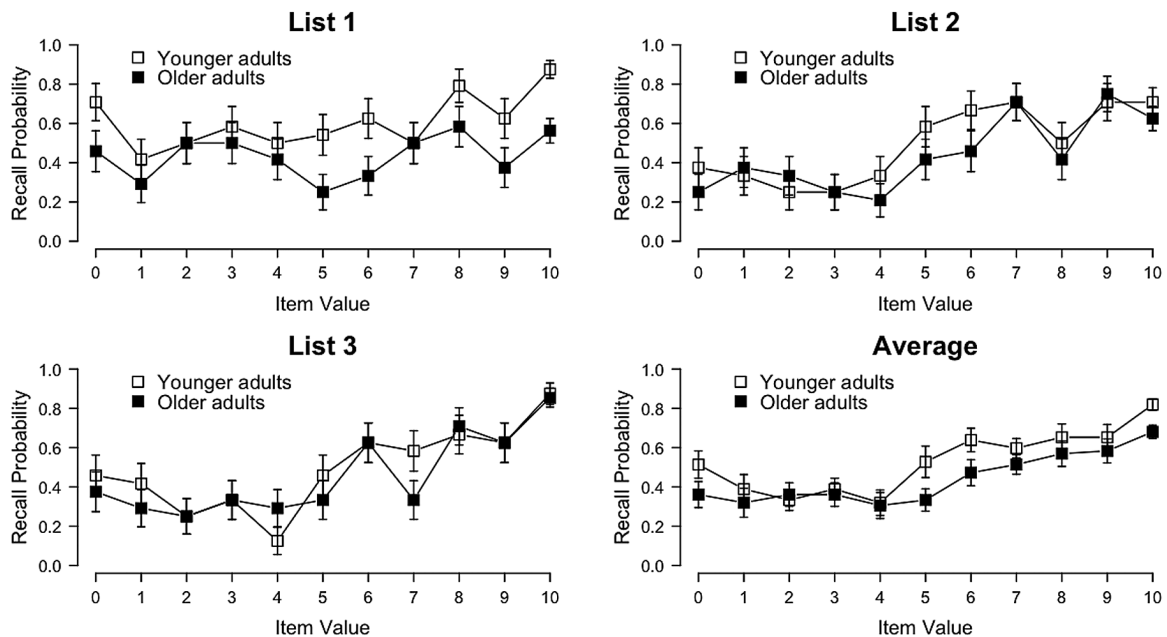 List 1
Younger adults
Older adults
Recall Probability
1.0
0.8
0.6
0.4
0.2
0.0
0 1 2 3 4 5 6 7 8 9 10
Item Value
List 2
Younger adults
Older adults
Recall Probability
1.0
0.8
0.6
0.4
0.2
0.0
0 1 2 3 4 5 6 7 8 9 10
Item Value
List 3
Younger adults
Older adults
Recall Probability
1.0
0.8
0.6
0.4
0.2
0.0
0 1 2 3 4 5 6 7 8 9 10
Item Value
Average
Younger adults
Older adults
Recall Probability
1.0
0.8
0.6
0.4
0.2
0.0
0 1 2 3 4 5 6 7 8 9 10
Item Value